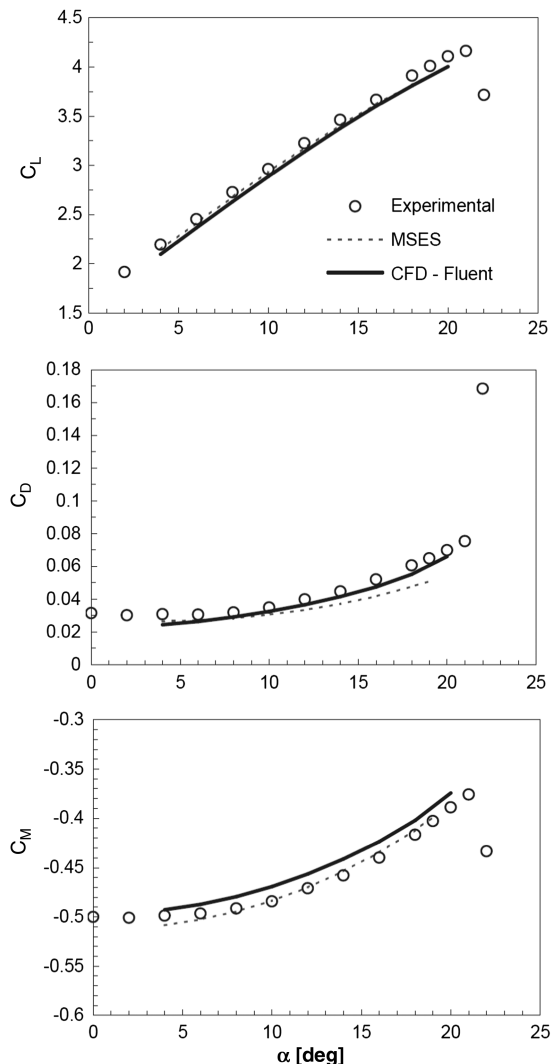 4.5
4
3.5
3
2.5
2
1.5
C_L
Experimental
MSES
CFD - Fluent
0 5 10 15 20 25
0.18
0.16
0.14
0.12
0.1
0.08
0.06
0.04
0.02
0
C_D
0 5 10 15 20 25
-0.3
-0.35
-0.4
-0.45
-0.5
-0.55
-0.6
C_M
0 5 10 15 20 25
α [deg]